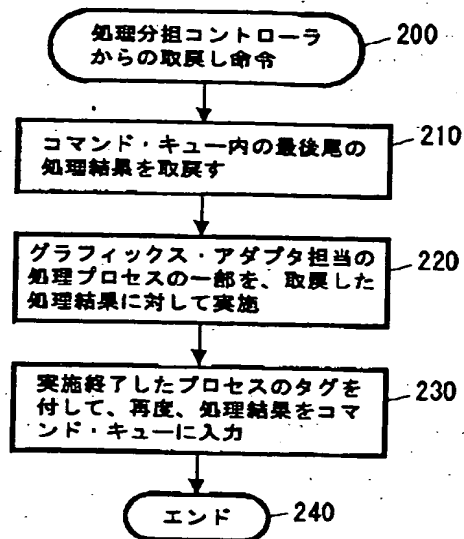 処理分担コントローラ
からの取戻し命令
200
コマンド・キュー内の最後尾の
処理結果を取戻す
210
グラフィックス・アダプタ担当の
処理プロセスの一部を、取戻した
処理結果に対して実施
220
実施終了したプロセスのタグを
付して、再度、処理結果をコマ
ンド・キューに入力
230
エンド
240